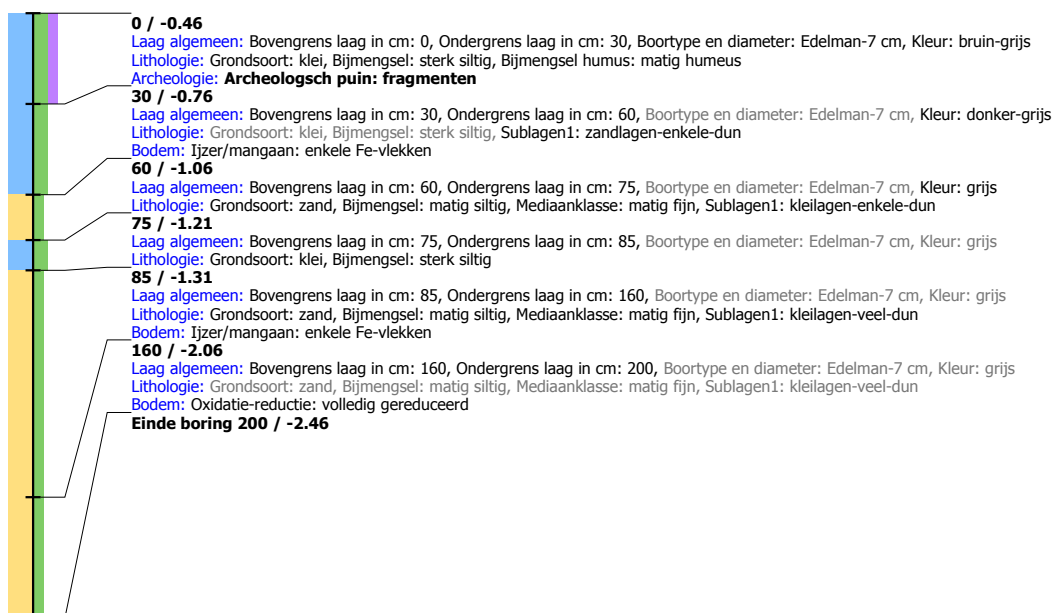 0 / -0.46
Laag algemeen: Bovengrens laag in cm: 0, Ondergrens laag in cm: 30, Boortype en diameter: Edelman-7 cm, Kleur: bruin-grijs
Lithologie: Grondsoort: klei, Bijmengsel: sterk siltig, Bijmengsel humus: matig humeus
Archeologie: Archeologsch puin: fragmenten
30 / -0.76
Laag algemeen: Bovengrens laag in cm: 30, Ondergrens laag in cm: 60, Boortype en diameter: Edelman-7 cm, Kleur: donker-grijs
Lithologie: Grondsoort: klei, Bijmengsel: sterk siltig, Sublagen1: zandlagen-enkele-dun
Bodem: Ijzer/mangaan: enkele Fe-vlekken
60 / -1.06
Laag algemeen: Bovengrens laag in cm: 60, Ondergrens laag in cm: 75, Boortype en diameter: Edelman-7 cm, Kleur: grijs
Lithologie: Grondsoort: zand, Bijmengsel: matig siltig, Mediaanklasse: matig fijn, Sublagen1: kleilagen-enkele-dun
75 / -1.21
Laag algemeen: Bovengrens laag in cm: 75, Ondergrens laag in cm: 85, Boortype en diameter: Edelman-7 cm, Kleur: grijs
Lithologie: Grondsoort: klei, Bijmengsel: sterk siltig
85 / -1.31
Laag algemeen: Bovengrens laag in cm: 85, Ondergrens laag in cm: 160, Boortype en diameter: Edelman-7 cm, Kleur: grijs
Lithologie: Grondsoort: zand, Bijmengsel: matig siltig, Mediaanklasse: matig fijn, Sublagen1: kleilagen-veel-dun
Bodem: Ijzer/mangaan: enkele Fe-vlekken
160 / -2.06
Laag algemeen: Bovengrens laag in cm: 160, Ondergrens laag in cm: 200, Boortype en diameter: Edelman-7 cm, Kleur: grijs
Lithologie: Grondsoort: zand, Bijmengsel: matig siltig, Mediaanklasse: matig fijn, Sublagen1: kleilagen-veel-dun
Bodem: Oxidatie-reductie: volledig gereduceerd
Einde boring 200 / -2.46